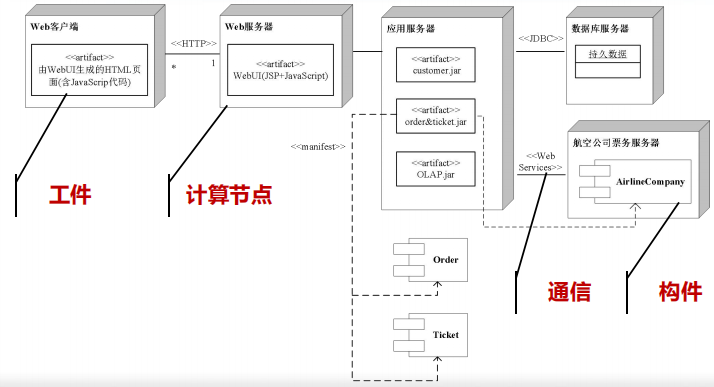 Web客户端
<<artifact>>
由WebUI生成的HTML页
面(含JavaScrip代码)
<<HTTP>>
*
1
Web服务器
<<artifact>>
WebUI(JSP+JavaScript)
应用服务器
<<artifact>>
customer.jar
<<artifact>>
order&ticket.jar
<<artifact>>
OLAP.jar
<<JDBC>>
数据库服务器
持久数据
<<manifest>>
<<Web
Services>>
航空公司票务服务器
AirlineCompany
工件
计算节点
Order
Ticket
通信
构件